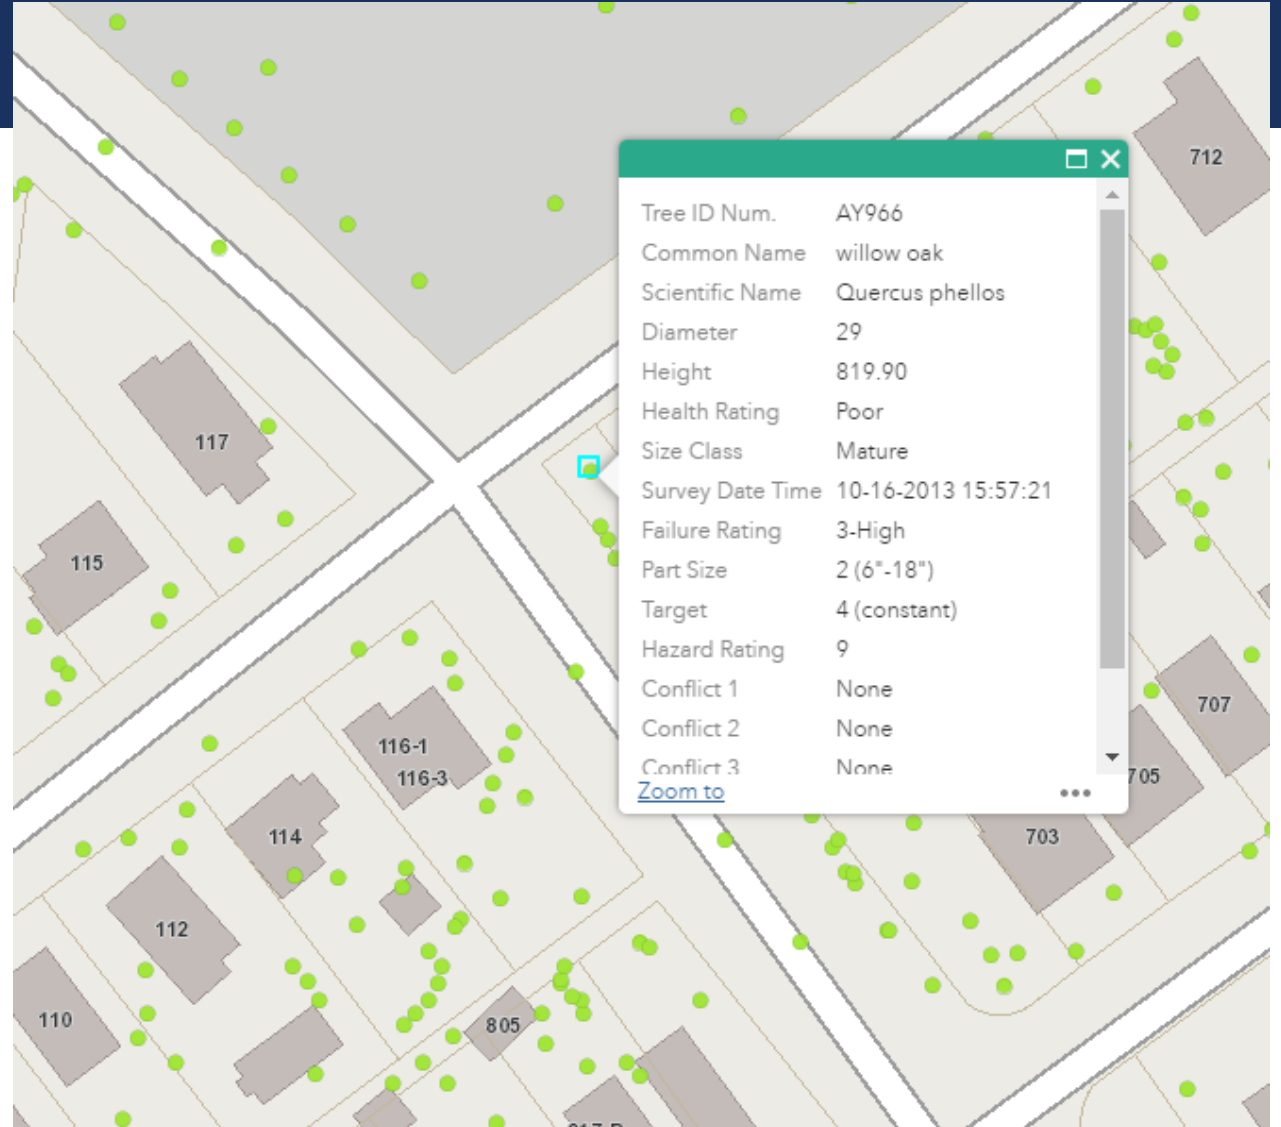 712
Tree ID Num. AY966
Common Name willow oak
Scientific Name Quercus phellos
Diameter 29
Height 819.90
Health Rating Poor
Size Class Mature
Survey Date Time 10-16-2013 15:57:21
Failure Rating 3-High
Part Size 2 (6"-18")
Target 4 (constant)
Hazard Rating 9
Conflict 1 None
Conflict 2 None
Conflict 3 None
Zoom to
117
115
707
116-1
116-3
705
114
703
112
110
805